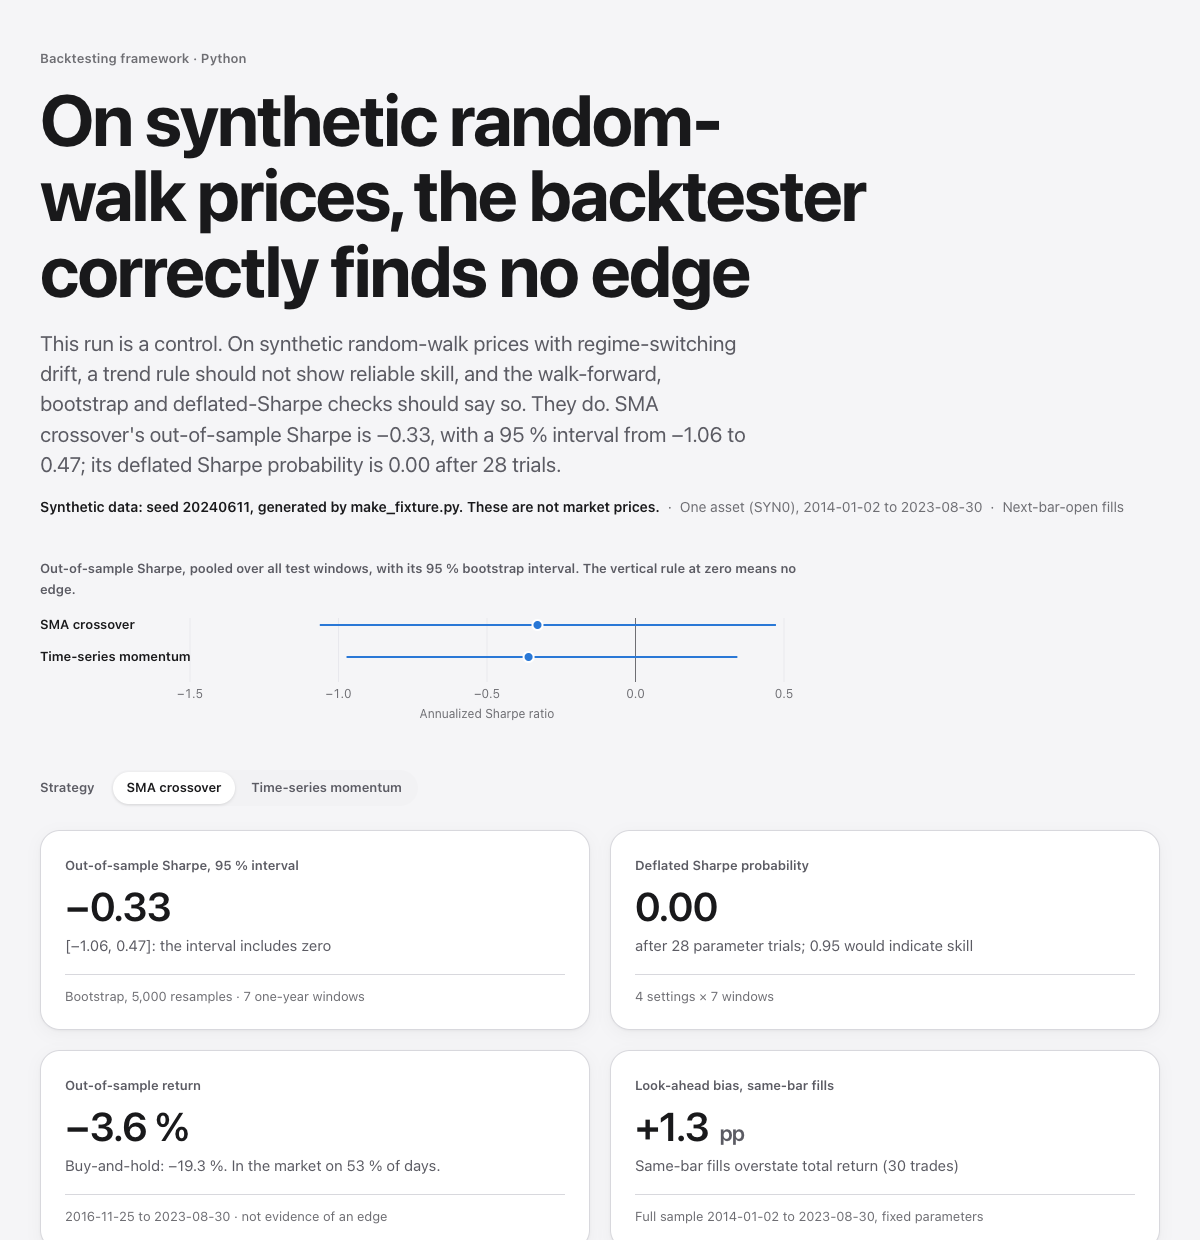 Backtesting framework · Python
On synthetic random-
walk prices, the backtester
correctly finds no edge
This run is a control. On synthetic random-walk prices with regime-switching
drift, a trend rule should not show reliable skill, and the walk-forward,
bootstrap and deflated-Sharpe checks should say so. They do. SMA
crossover's out-of-sample Sharpe is −0.33, with a 95 % interval from −1.06 to
0.47; its deflated Sharpe probability is 0.00 after 28 trials.
Synthetic data: seed 20240611, generated by make_fixture.py. These are not market prices. · One asset (SYN0), 2014-01-02 to 2023-08-30 · Next-bar-open fills
Out-of-sample Sharpe, pooled over all test windows, with its 95 % bootstrap interval. The vertical rule at zero means no
edge.
SMA crossover
Time-series momentum
−1.5 −1.0 −0.5 0.0 0.5
Annualized Sharpe ratio
Strategy SMA crossover Time-series momentum
Out-of-sample Sharpe, 95 % interval
−0.33
[−1.06, 0.47]: the interval includes zero
Bootstrap, 5,000 resamples · 7 one-year windows
Deflated Sharpe probability
0.00
after 28 parameter trials; 0.95 would indicate skill
4 settings × 7 windows
Out-of-sample return
−3.6 %
Buy-and-hold: −19.3 %. In the market on 53 % of days.
2016-11-25 to 2023-08-30 · not evidence of an edge
Look-ahead bias, same-bar fills
+1.3 pp
Same-bar fills overstate total return (30 trades)
Full sample 2014-01-02 to 2023-08-30, fixed parameters